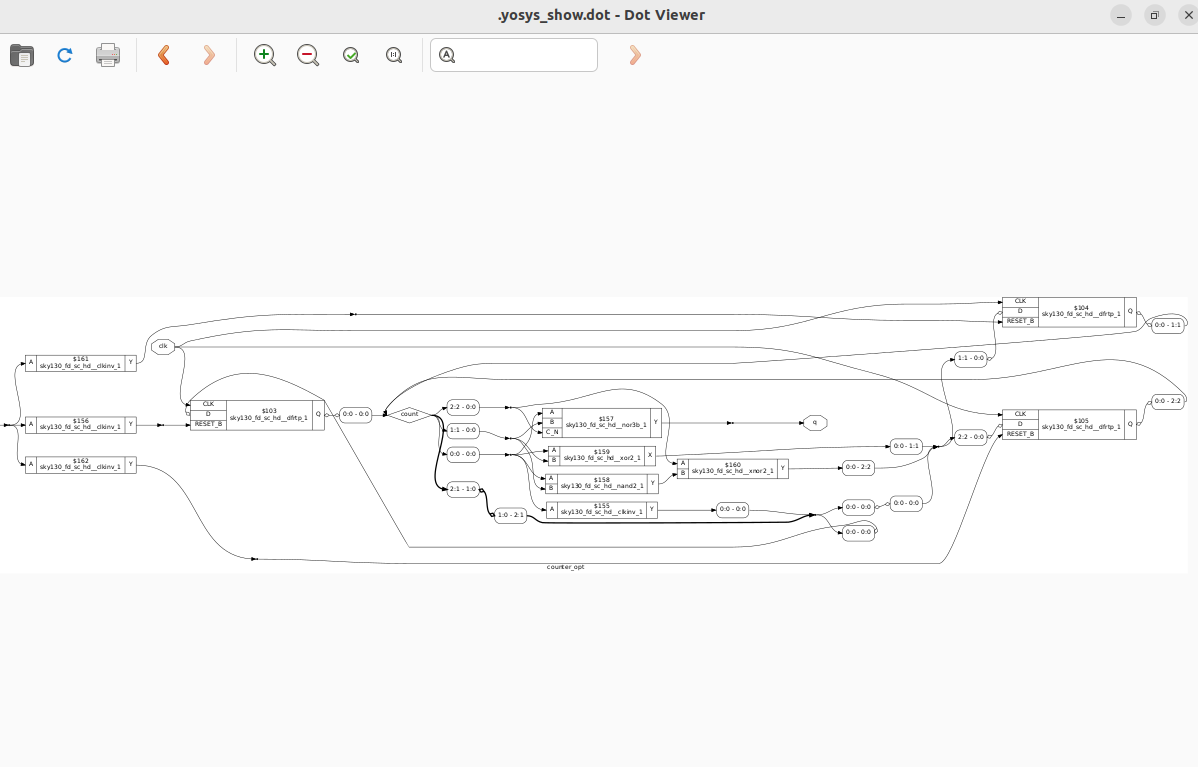 .yosys_show.dot - Dot Viewer
$104
sky130_fd_sc_hd__dfrtp_1
CLK
D
RESET_B
Q
0:0 - 1:1
clk
$161
sky130_fd_sc_hd__clkinv_1
A
Y
1:1 - 0:0
0:0 - 2:2
CLK
D
RESET_B
$103
sky130_fd_sc_hd__dfrtp_1
Q
0:0 - 0:0
count
2:2 - 0:0
A
B
C_N
$157
sky130_fd_sc_hd__nor3b_1
Y
q
CLK
D
RESET_B
$105
sky130_fd_sc_hd__dfrtp_1
Q
A
$156
sky130_fd_sc_hd__clkinv_1
Y
1:1 - 0:0
2:2 - 0:0
0:0 - 1:1
0:0 - 0:0
A
B
$159
sky130_fd_sc_hd__xor2_1
X
A
$162
sky130_fd_sc_hd__clkinv_1
Y
A
B
$160
sky130_fd_sc_hd__xnor2_1
Y
0:0 - 2:2
2:1 - 1:0
A
B
$158
sky130_fd_sc_hd__nand2_1
Y
1:0 - 2:1
A
$155
sky130_fd_sc_hd__clkinv_1
Y
0:0 - 0:0
0:0 - 0:0
0:0 - 0:0
0:0 - 0:0
counter_opt